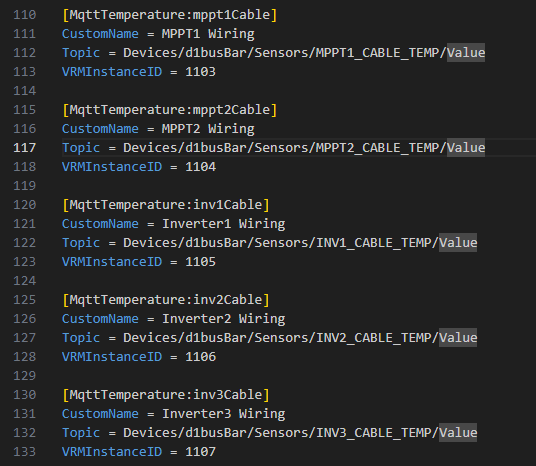 110 [MqttTemperature:mppt1Cable]
111 CustomName = MPPT1 Wiring
112 Topic = Devices/d1busBar/Sensors/MPPT1_CABLE_TEMP/Value
113 VRMInstanceID = 1103
114
115 [MqttTemperature:mppt2Cable]
116 CustomName = MPPT2 Wiring
117 Topic = Devices/d1busBar/Sensors/MPPT2_CABLE_TEMP/Value
118 VRMInstanceID = 1104
119
120 [MqttTemperature:inv1Cable]
121 CustomName = Inverter1 Wiring
122 Topic = Devices/d1busBar/Sensors/INV1_CABLE_TEMP/Value
123 VRMInstanceID = 1105
124
125 [MqttTemperature:inv2Cable]
126 CustomName = Inverter2 Wiring
127 Topic = Devices/d1busBar/Sensors/INV2_CABLE_TEMP/Value
128 VRMInstanceID = 1106
129
130 [MqttTemperature:inv3Cable]
131 CustomName = Inverter3 Wiring
132 Topic = Devices/d1busBar/Sensors/INV3_CABLE_TEMP/Value
133 VRMInstanceID = 1107